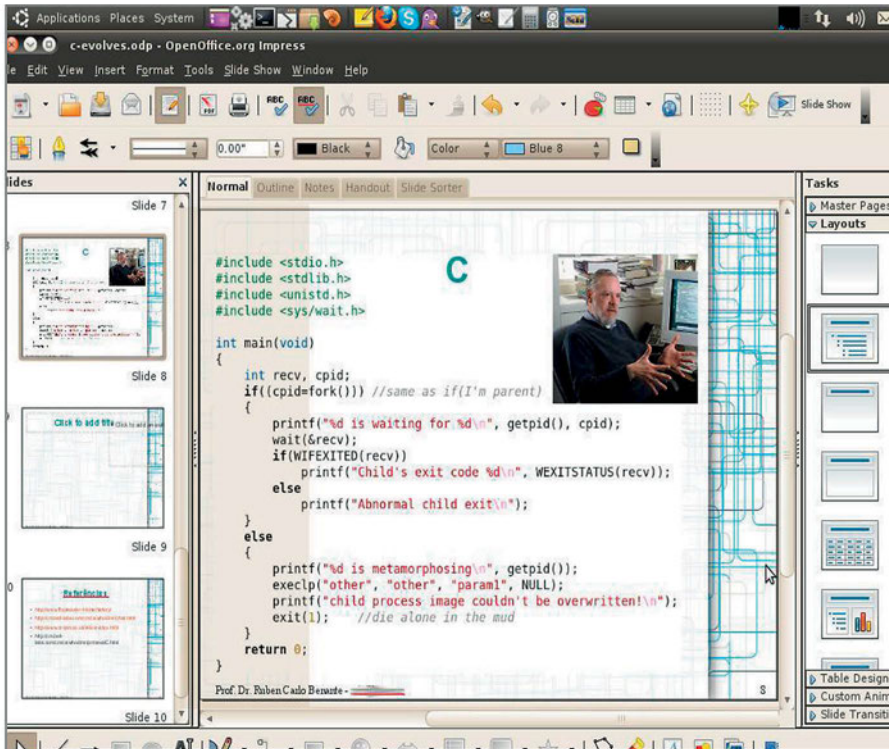 Applications Places System
c-evolves.odp - OpenOffice.org Impress
Edit View Insert Format Tools Slide Show Window Help
Slide Show
0.00" Black Color Blue 8
Normal Outline Notes Handout Slide Sorter
Tasks
Slide 7
Master Pages
Layouts
C
Slide 8
Click to add title
Slide 9
Referências
Slide 10
C
#include <stdio.h>
#include <stdlib.h>
#include <unistd.h>
#include <sys/wait.h>
int main(void)
{
int recv, cpid;
if((cpid=fork())) //same as if(I'm parent)
{
printf("%d is waiting for %d\n", getpid(), cpid);
wait(&recv);
if(WIFEXITED(recv))
printf("Child's exit code %d\n", WEXITSTATUS(recv));
else
printf("Abnormal child exit\n");
}
else
{
printf("%d is metamorphosing\n", getpid());
execlp("other", "other", "param1", NULL);
printf("child process image couldn't be overwritten!\n");
exit(1); //die alone in the mud
}
return 0;
}
Prof. Dr. Ruben Carlo Benante -
8
Table Design
Custom Anim
Slide Transiti